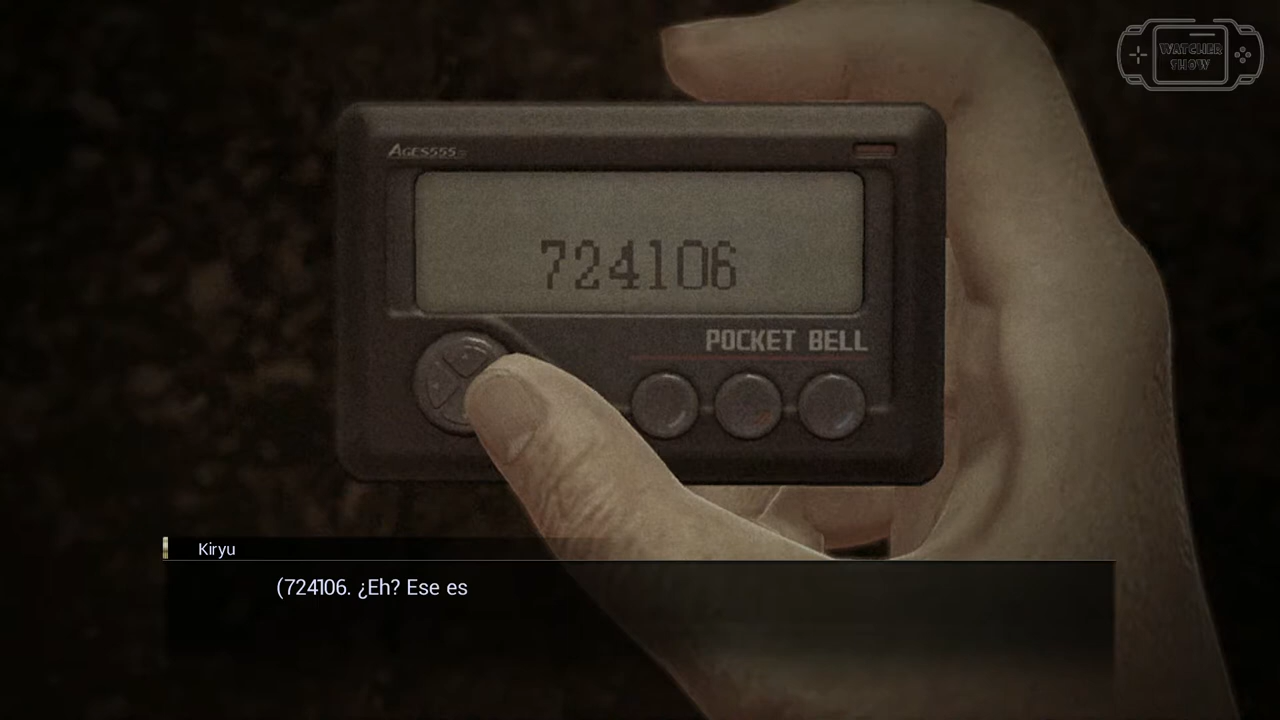 WATCHER
SHOW
AGES555
724106
POCKET BELL
Kiryu
(724106. ¿Eh? Ese es